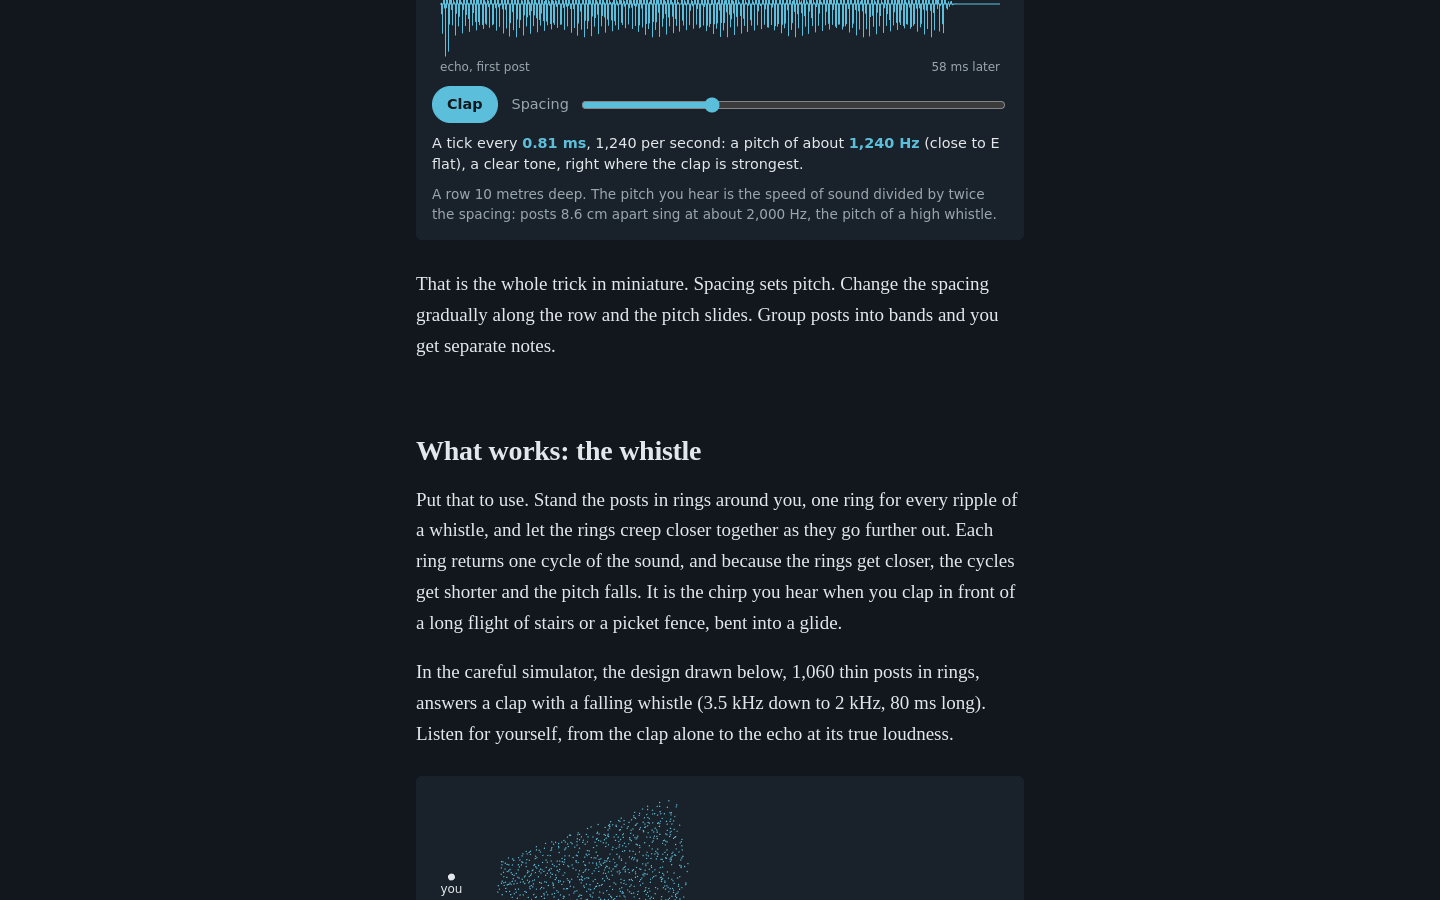 echo, first post
58 ms later
Clap
Spacing
A tick every 0.81 ms, 1,240 per second: a pitch of about 1,240 Hz (close to E
flat), a clear tone, right where the clap is strongest.
A row 10 metres deep. The pitch you hear is the speed of sound divided by twice
the spacing: posts 8.6 cm apart sing at about 2,000 Hz, the pitch of a high whistle.
That is the whole trick in miniature. Spacing sets pitch. Change the spacing
gradually along the row and the pitch slides. Group posts into bands and you
get separate notes.
What works: the whistle
Put that to use. Stand the posts in rings around you, one ring for every ripple of
a whistle, and let the rings creep closer together as they go further out. Each
ring returns one cycle of the sound, and because the rings get closer, the cycles
get shorter and the pitch falls. It is the chirp you hear when you clap in front of
a long flight of stairs or a picket fence, bent into a glide.
In the careful simulator, the design drawn below, 1,060 thin posts in rings,
answers a clap with a falling whistle (3.5 kHz down to 2 kHz, 80 ms long).
Listen for yourself, from the clap alone to the echo at its true loudness.
you